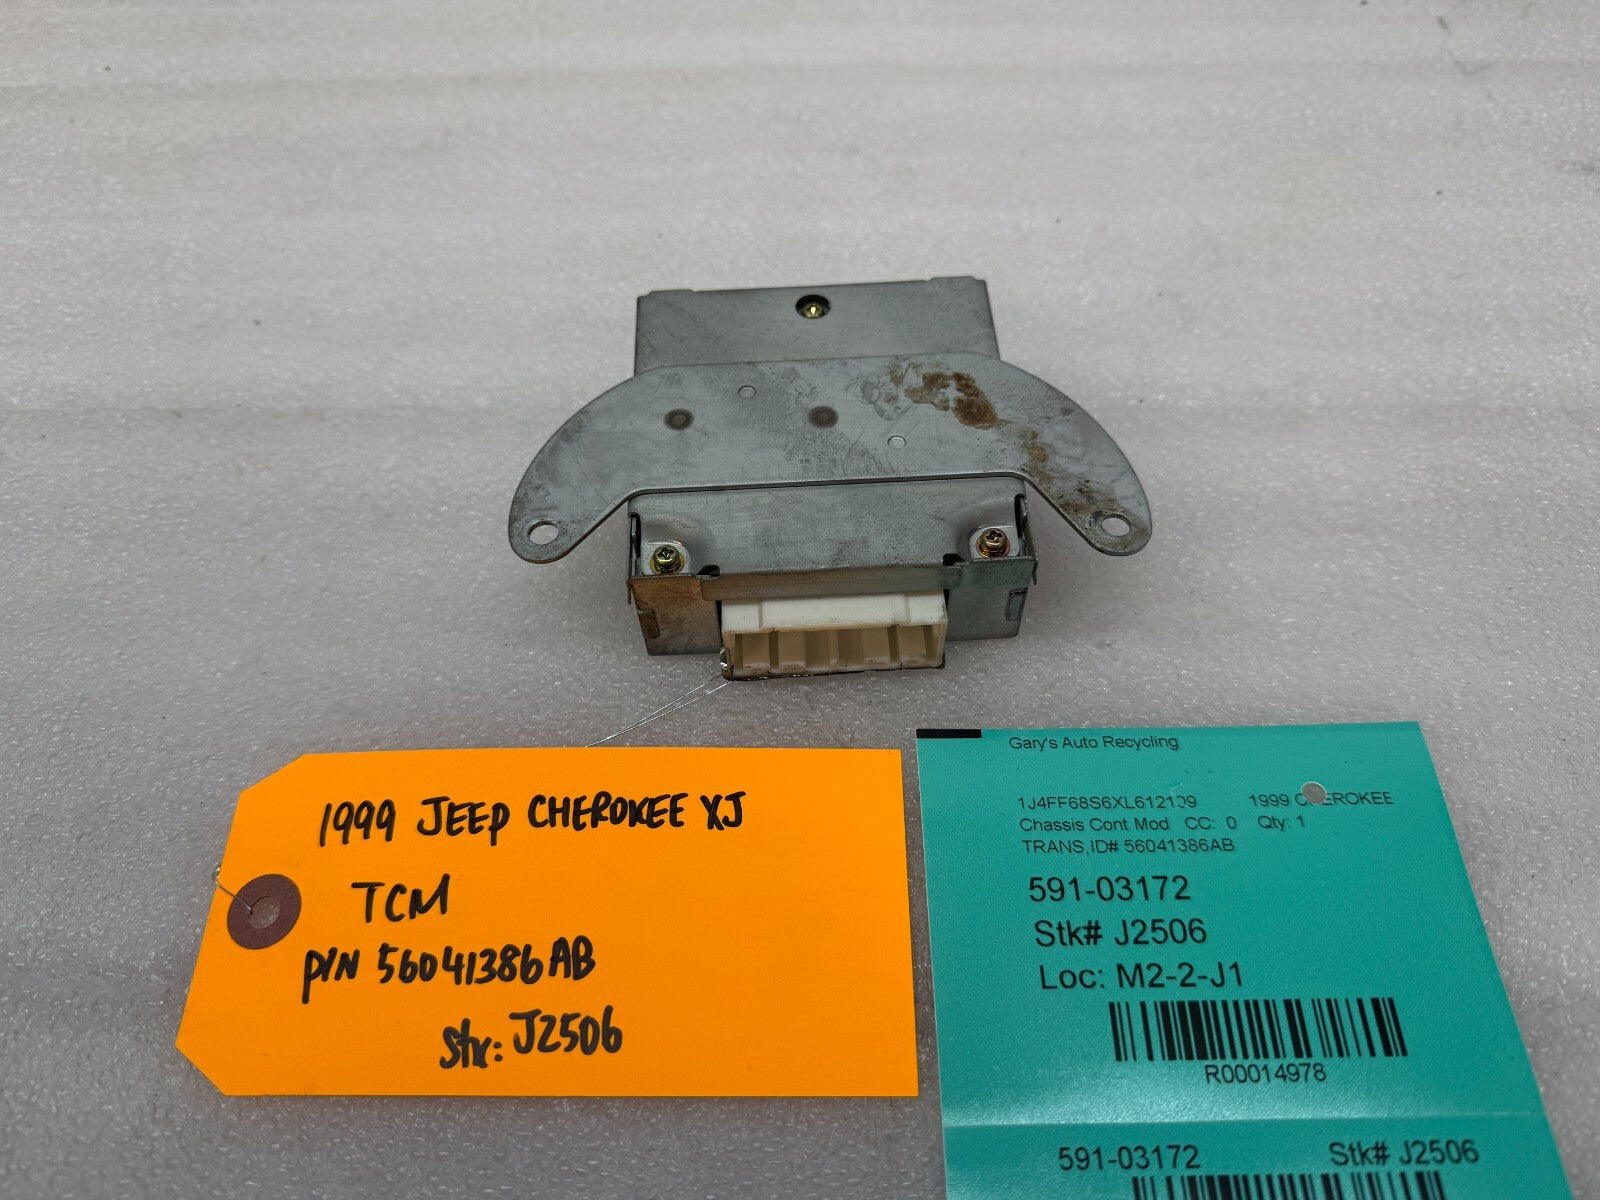 1999 JEEP CHEROKEE XJ
TCM
P/N 56041386AB
Stk: J2506
Gary's Auto Recycling
1J4FF68S6XL612139 1999 CHEROKEE
Chassis Cont Mod CC: 0 Qty: 1
TRANS,ID# 56041386AB
591-03172
Stk# J2506
Loc: M2-2-J1
R00014978
591-03172 Stk# J2506